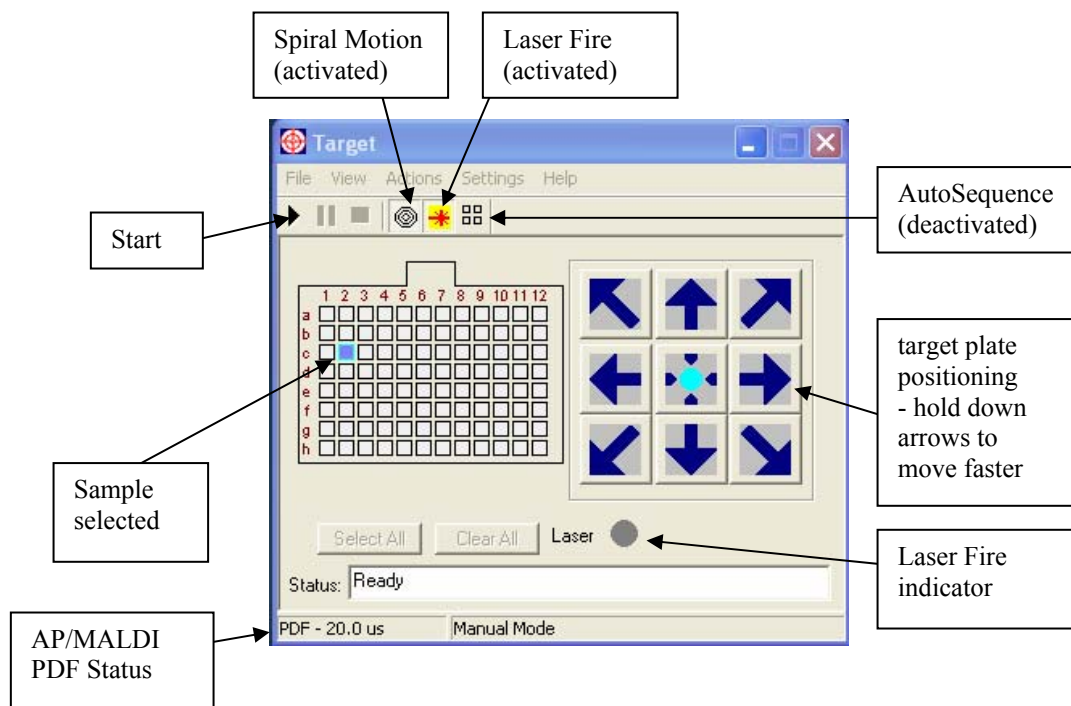 Spiral Motion
(activated)
Laser Fire
(activated)
Target
File View Actions Settings Help
AutoSequence
(deactivated)
Start
1 2 3 4 5 6 7 8 9 10 11 12
a
b
c
d
e
f
g
h
target plate
positioning
- hold down
arrows to
move faster
Sample
selected
Select All Clear All Laser
Laser Fire
indicator
Status: Ready
PDF - 20.0 us Manual Mode
AP/MALDI
PDF Status